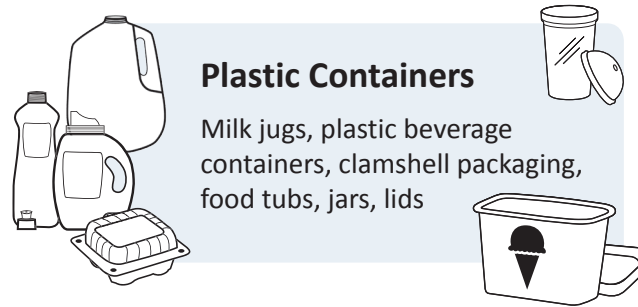 Plastic Containers
Milk jugs, plastic beverage
containers, clamshell packaging,
food tubs, jars, lids